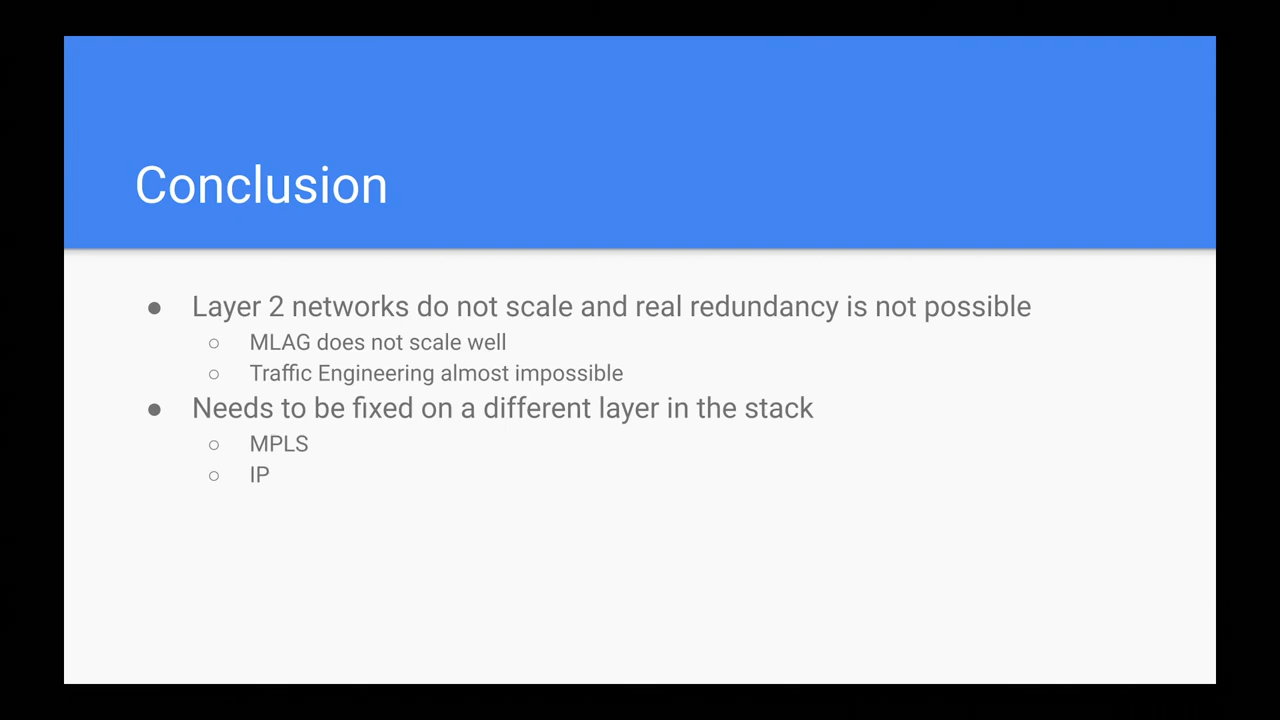 Conclusion
● Layer 2 networks do not scale and real redundancy is not possible
○ MLAG does not scale well
○ Traffic Engineering almost impossible
● Needs to be fixed on a different layer in the stack
○ MPLS
○ IP